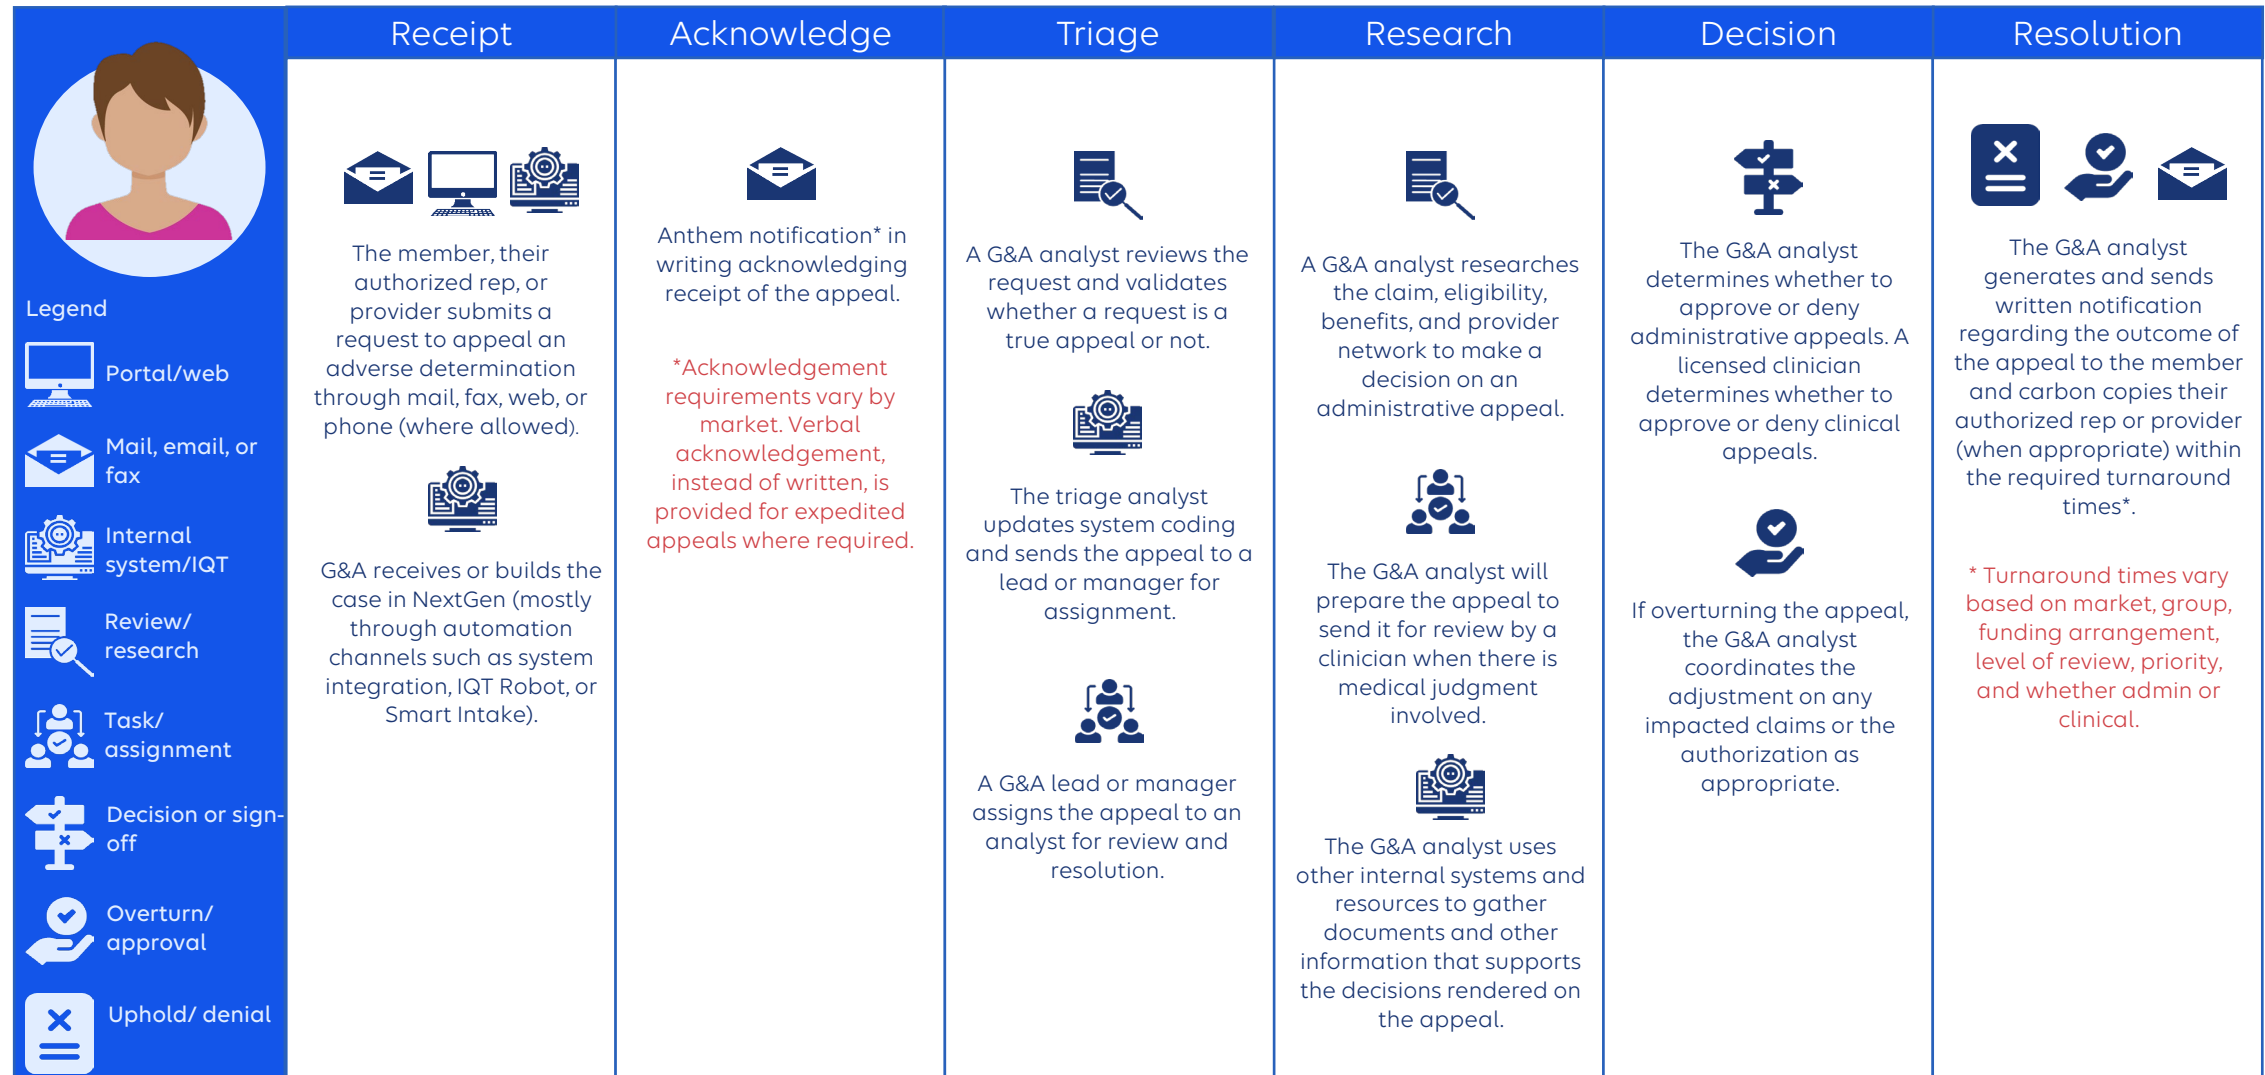 Receipt
Acknowledge
Triage
Research
Decision
Resolution
Legend
Portal/web
Mail, email, or
fax
Internal
system/IQT
Review/
research
Task/
assignment
Decision or sign-
off
Overturn/
approval
Uphold/ denial
The member, their
authorized rep, or
provider submits a
request to appeal an
adverse determination
through mail, fax, web, or
phone (where allowed).
G&A receives or builds the
case in NextGen (mostly
through automation
channels such as system
integration, IQT Robot, or
Smart Intake).
Anthem notification* in
writing acknowledging
receipt of the appeal.
*Acknowledgement
requirements vary by
market. Verbal
acknowledgement,
instead of written, is
provided for expedited
appeals where required.
A G&A analyst reviews the
request and validates
whether a request is a
true appeal or not.
The triage analyst
updates system coding
and sends the appeal to a
lead or manager for
assignment.
A G&A lead or manager
assigns the appeal to an
analyst for review and
resolution.
A G&A analyst researches
the claim, eligibility,
benefits, and provider
network to make a
decision on an
administrative appeal.
The G&A analyst will
prepare the appeal to
send it for review by a
clinician when there is
medical judgment
involved.
The G&A analyst uses
other internal systems and
resources to gather
documents and other
information that supports
the decisions rendered on
the appeal.
The G&A analyst
determines whether to
approve or deny
administrative appeals. A
licensed clinician
determines whether to
approve or deny clinical
appeals.
If overturning the appeal,
the G&A analyst
coordinates the
adjustment on any
impacted claims or the
authorization as
appropriate.
The G&A analyst
generates and sends
written notification
regarding the outcome of
the appeal to the member
and carbon copies their
authorized rep or provider
(when appropriate) within
the required turnaround
times*.
* Turnaround times vary
based on market, group,
funding arrangement,
level of review, priority,
and whether admin or
clinical.